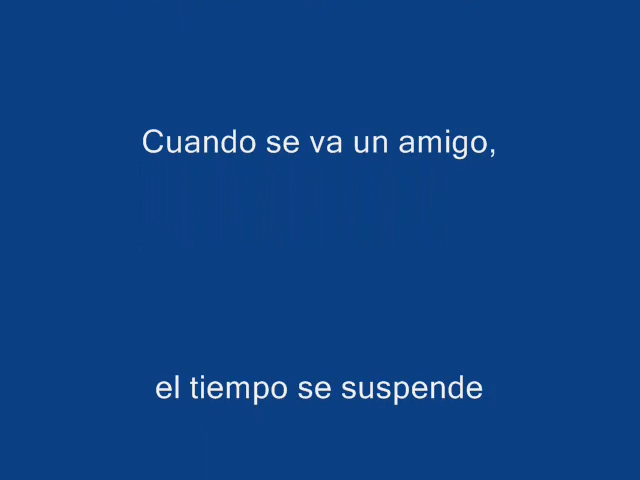 Cuando se va un amigo,
el tiempo se suspende